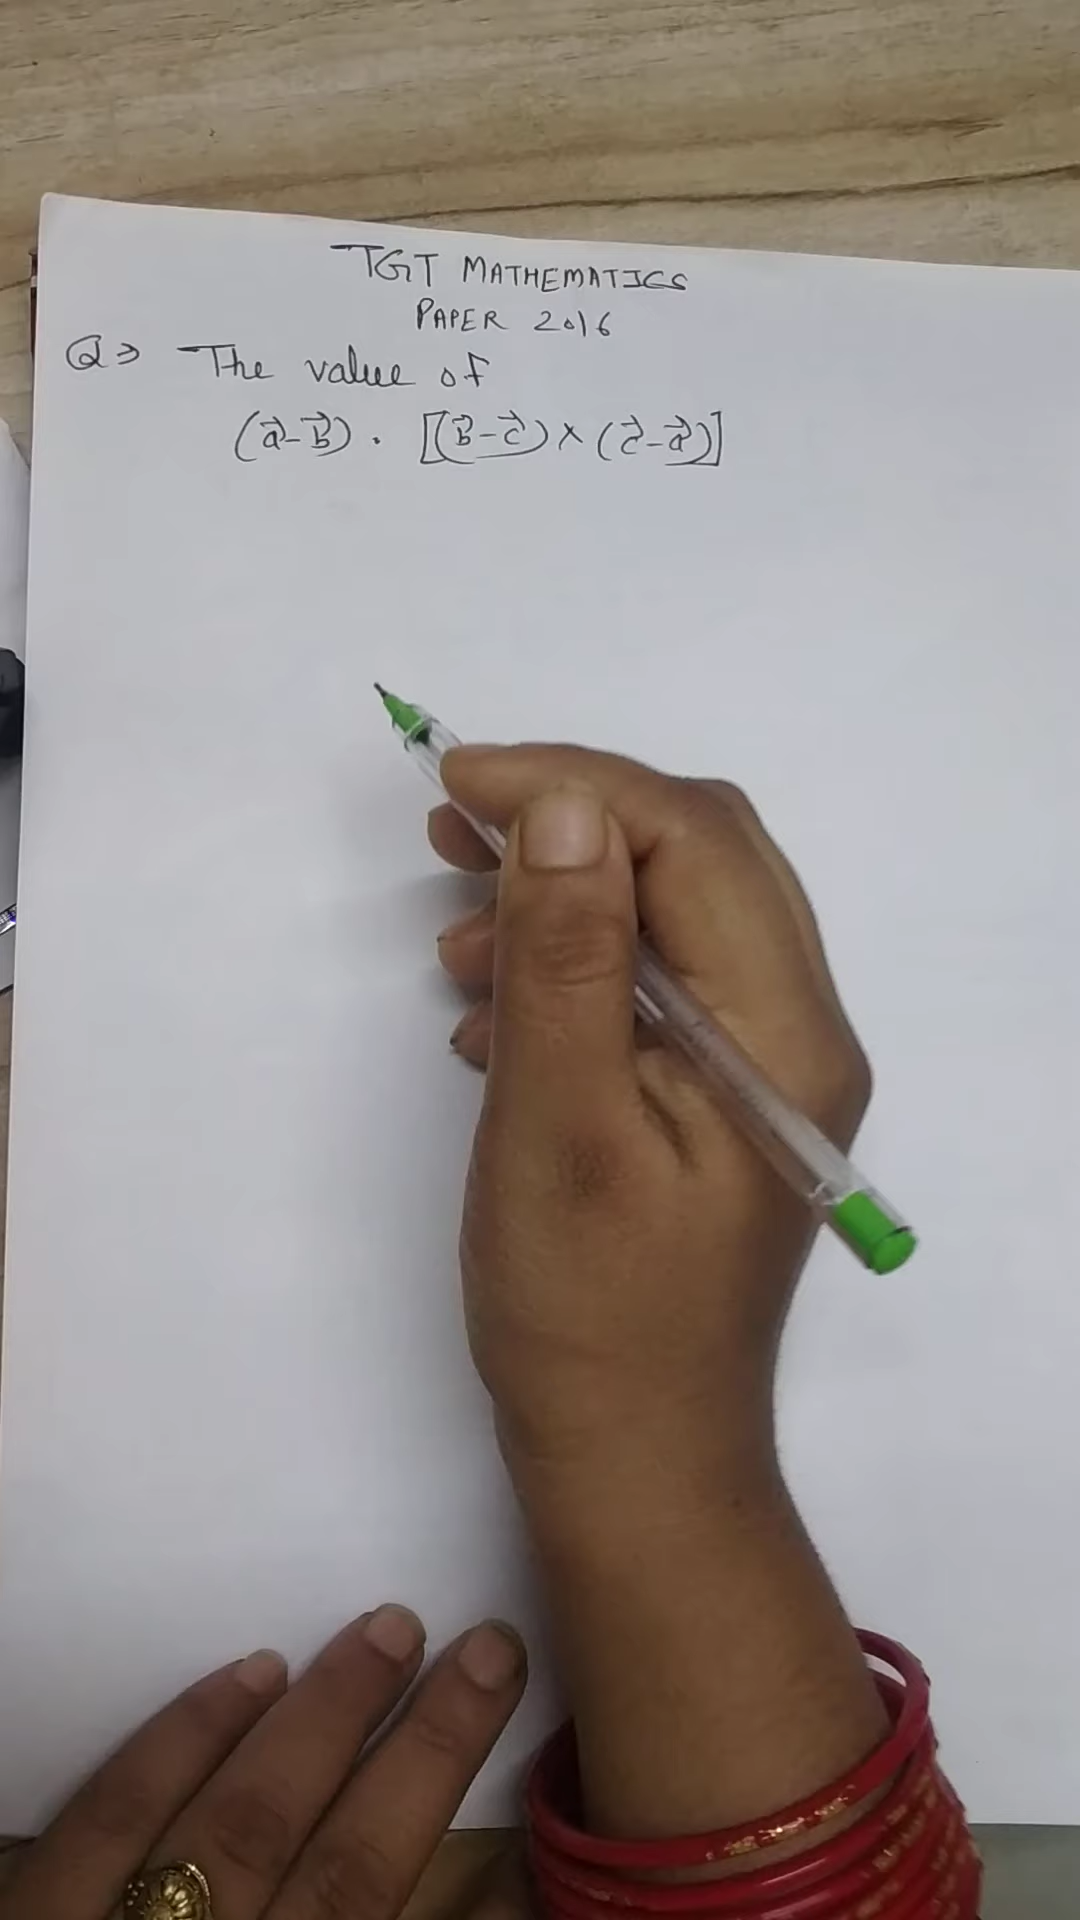 TGT MATHEMATICS
PAPER 2016
Q⇒ The value of
(a⃗-b⃗) . [(b⃗-c⃗)×(c⃗-a⃗)]